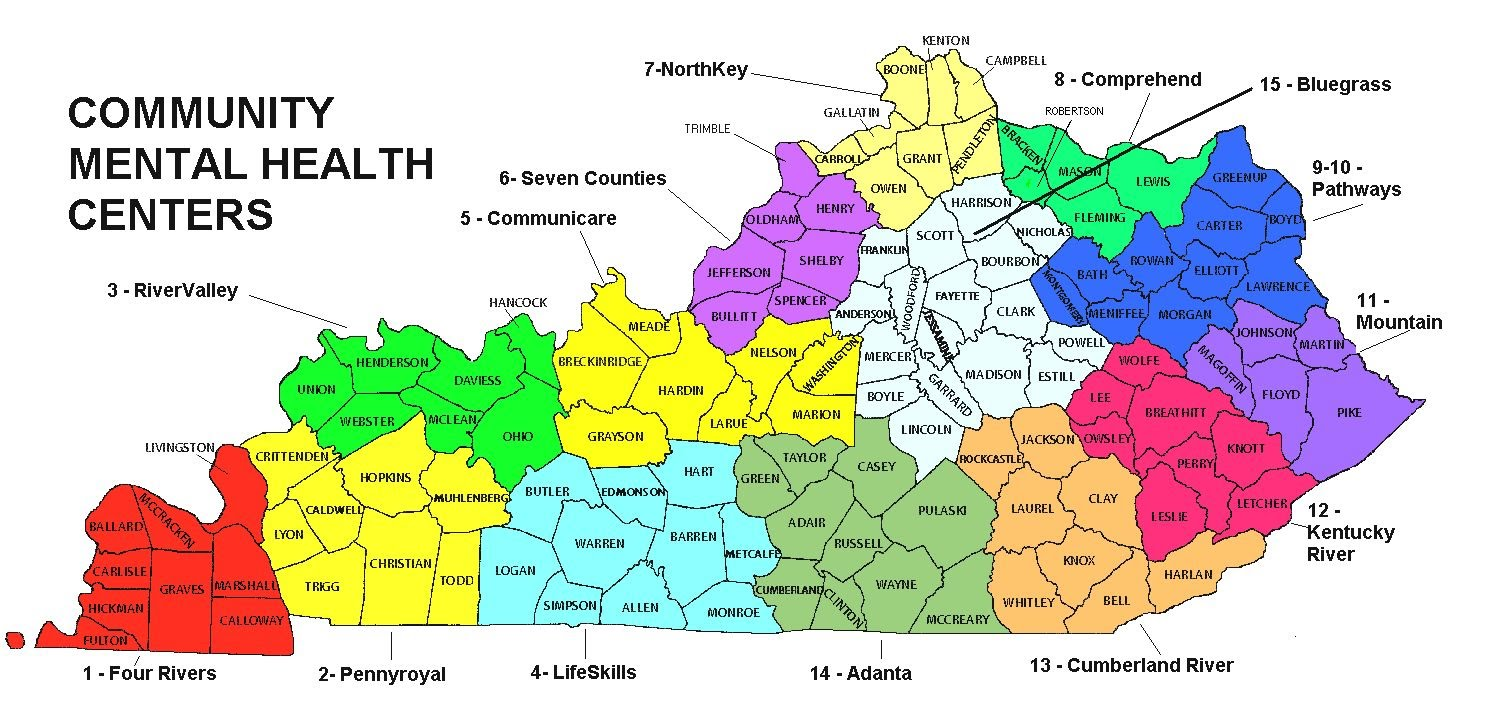 COMMUNITY
MENTAL HEALTH
CENTERS
KENTON
7-NorthKey
BOONE
CAMPBELL
8 - Comprehend
15 - Bluegrass
GALLATIN
ROBERTSON
TRIMBLE
CARROLL
GRANT
PENDLETON
BRACKEN
MASON
LEWIS
GREENUP
9-10 -
Pathways
6- Seven Counties
OWEN
HARRISON
5 - Communicare
OLDHAM
HENRY
FLEMING
CARTER
BOYD
SCOTT
NICHOLAS
FRANKLIN
JEFFERSON
SHELBY
BOURBON
BATH
ROWAN
ELLIOTT
LAWRENCE
3 - RiverValley
HANCOCK
MEADE
BULLITT
SPENCER
ANDERSON
WOODFORD
FAYETTE
CLARK
MONTGOMERY
MENIFFEE
MORGAN
11 -
Mountain
JOHNSON
MARTIN
HENDERSON
BRECKINRIDGE
NELSON
WASHINGTON
MERCER
JESSAMINE
POWELL
WOLFE
MAGOFFIN
UNION
DAVIESS
HARDIN
MADISON
ESTILL
FLOYD
PIKE
WEBSTER
MCLEAN
OHIO
GRAYSON
LARUE
MARION
BOYLE
GARRARD
LEE
BREATHITT
LINCOLN
LIVINGSTON
CRITTENDEN
HOPKINS
MUHLENBERG
BUTLER
EDMONSON
HART
GREEN
TAYLOR
CASEY
ROCKCASTLE
JACKSON
OWSLEY
PERRY
KNOTT
BALLARD
MCCRACKEN
LYON
CALDWELL
WARREN
BARREN
METCALFE
ADAIR
RUSSELL
PULASKI
LAUREL
CLAY
LESLIE
LETCHER
12 -
Kentucky
River
CARLISLE
GRAVES
MARSHALL
TRIGG
CHRISTIAN
TODD
LOGAN
SIMPSON
ALLEN
MONROE
CUMBERLAND
CLINTON
WAYNE
MCCREARY
WHITLEY
KNOX
BELL
HARLAN
HICKMAN
FULTON
CALLOWAY
1 - Four Rivers
2- Pennyroyal
4- LifeSkills
14 - Adanta
13 - Cumberland River